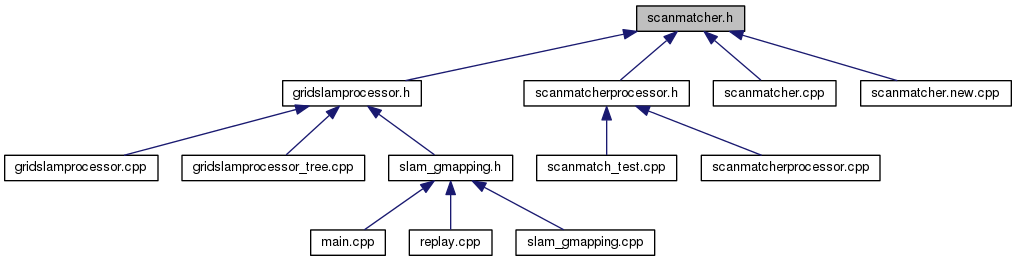 scanmatcher.h
gridslamprocessor.h
scanmatcherprocessor.h
scanmatcher.cpp
scanmatcher.new.cpp
gridslamprocessor.cpp
gridslamprocessor_tree.cpp
slam_gmapping.h
scanmatch_test.cpp
scanmatcherprocessor.cpp
main.cpp
replay.cpp
slam_gmapping.cpp